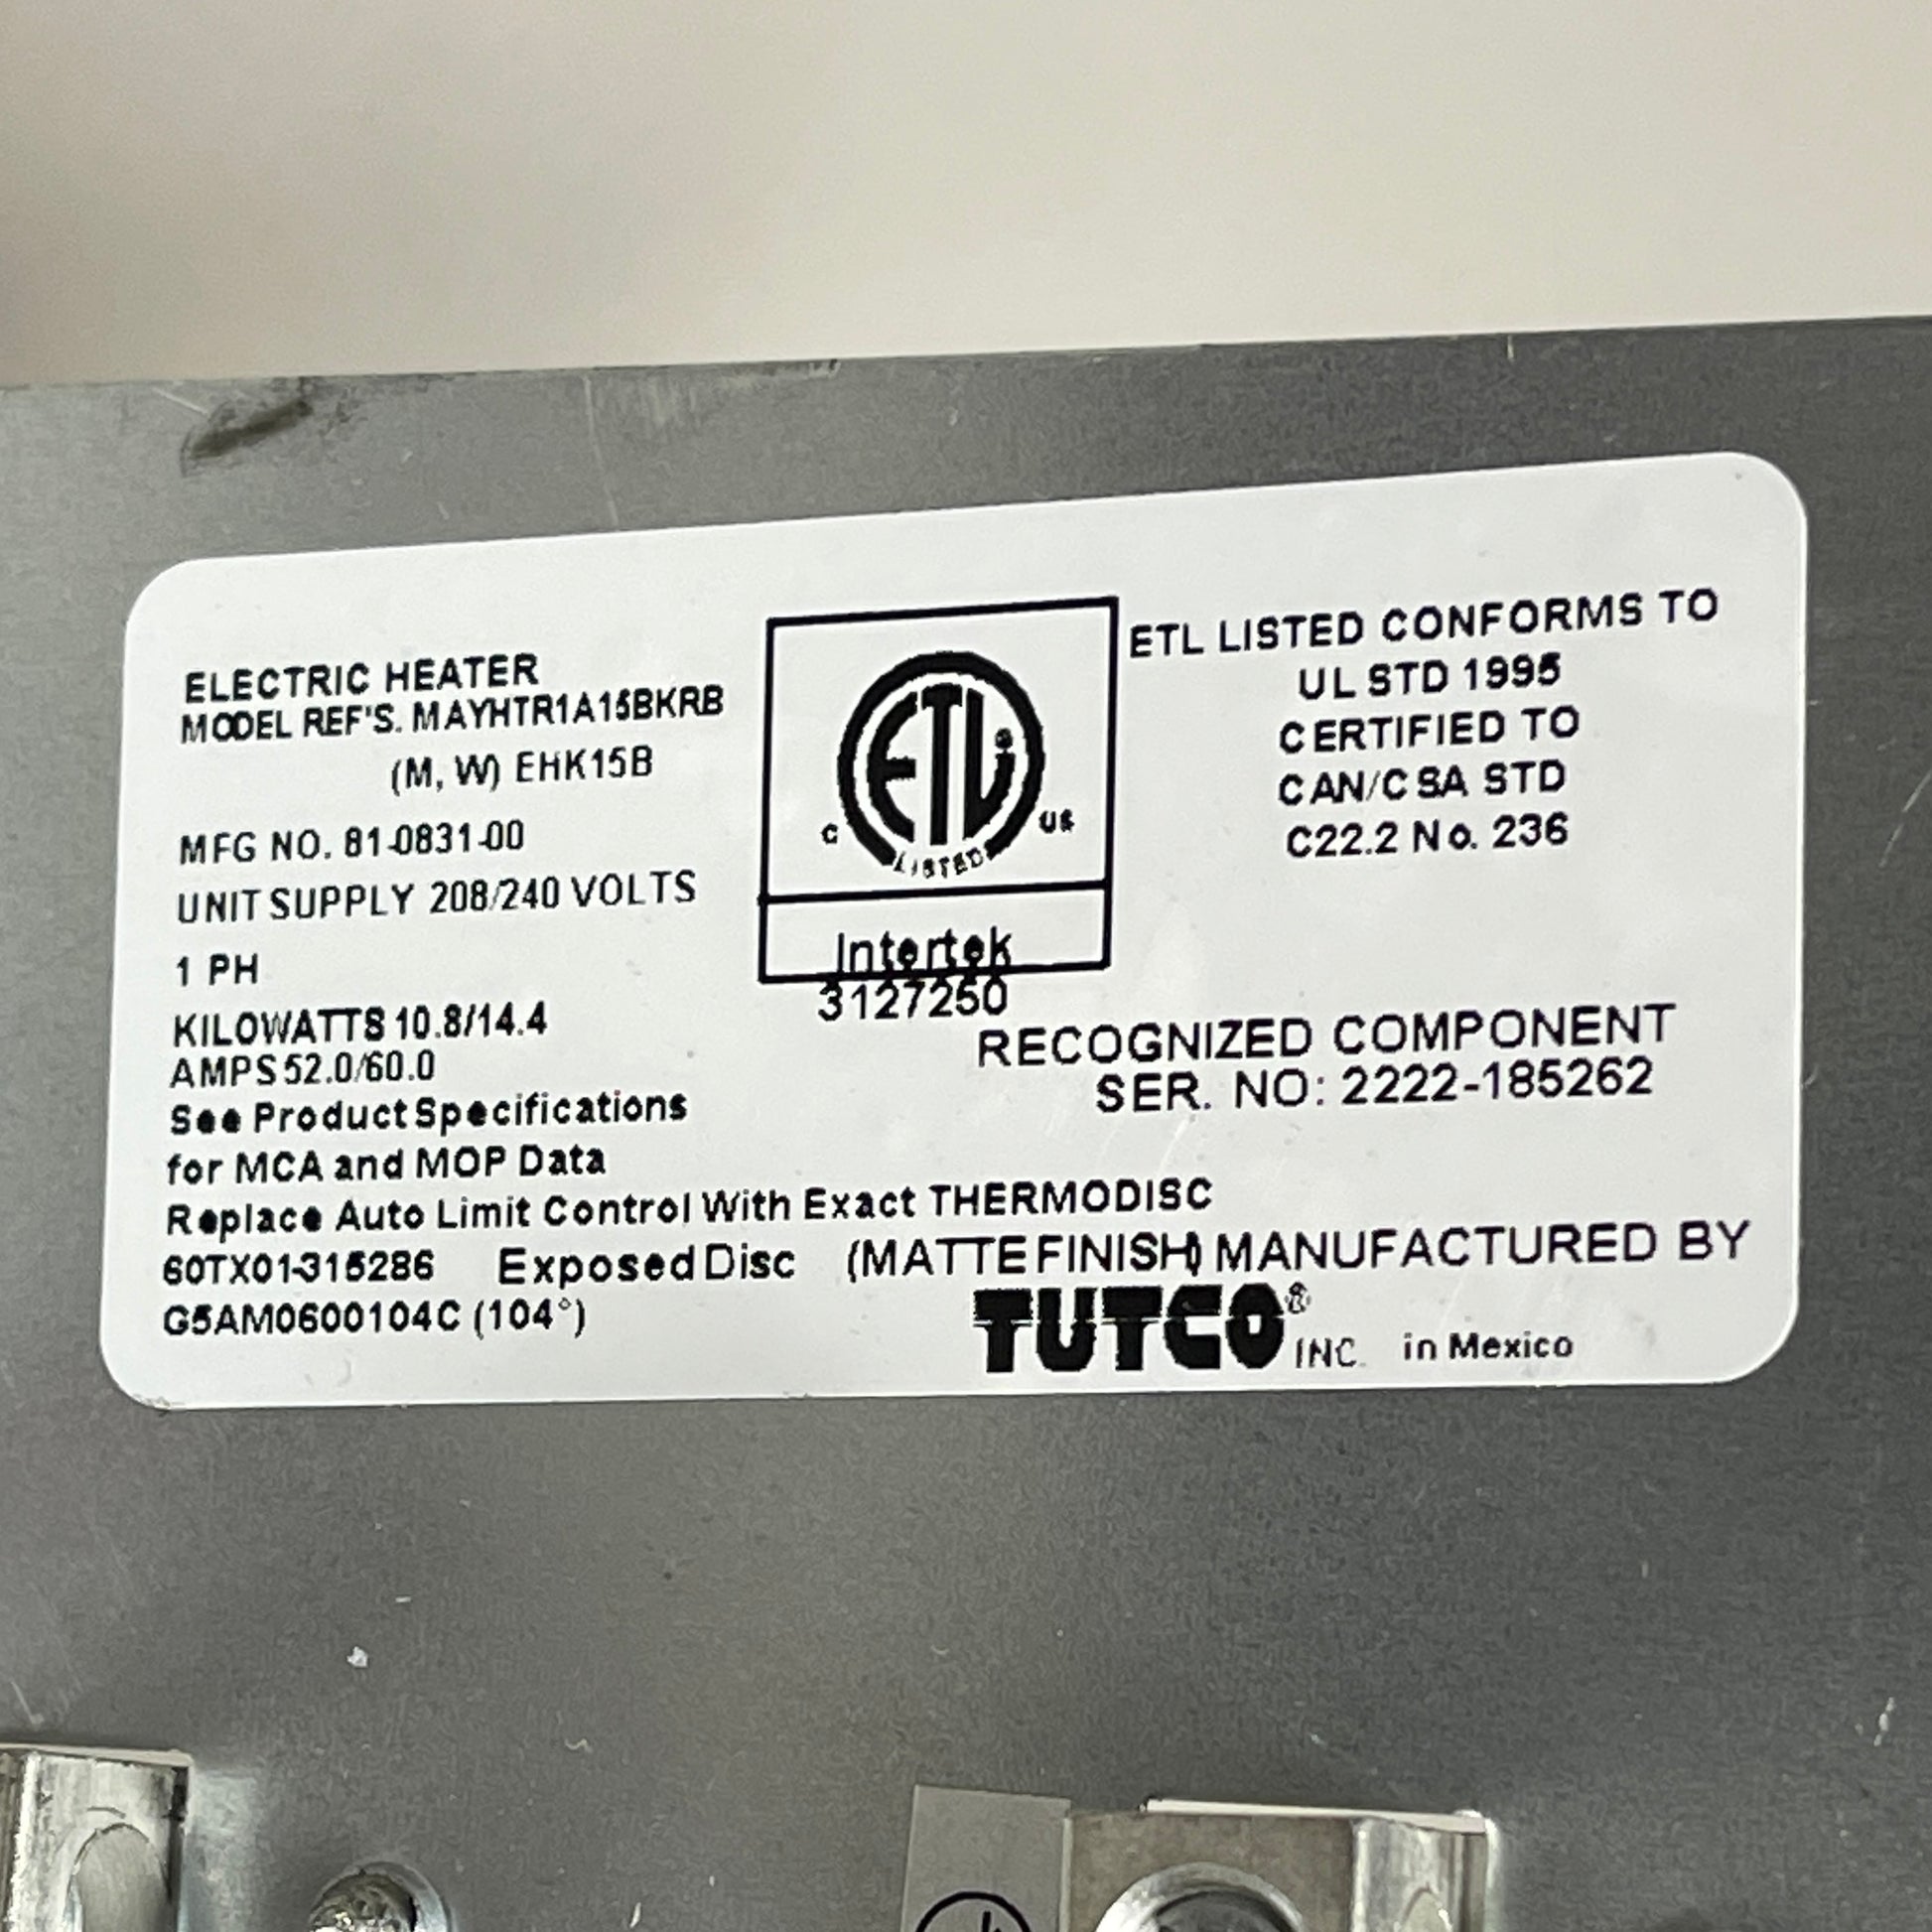 ELECTRIC HEATER
MODEL REF'S. MAYHTR1A15BKRB
(M, W) EHK15B
MFG NO. 81-0831-00
UNIT SUPPLY 208/240 VOLTS
1 PH
KILOWATTS 10.8/14.4
AMPS 52.0/60.0
See Product Specifications
for MCA and MOP Data
Replace Auto Limit Control With Exact THERMODISC
60TX01-315286 Exposed Disc (MATTE FINISH)
G5AM0600104C (104°)
ETL
C US
LISTED
Intertek
3127250
ETL LISTED CONFORMS TO
UL STD 1995
CERTIFIED TO
CAN/CSA STD
C22.2 No. 236
RECOGNIZED COMPONENT
SER. NO: 2222-185262
MANUFACTURED BY
TUTCO® INC. in Mexico